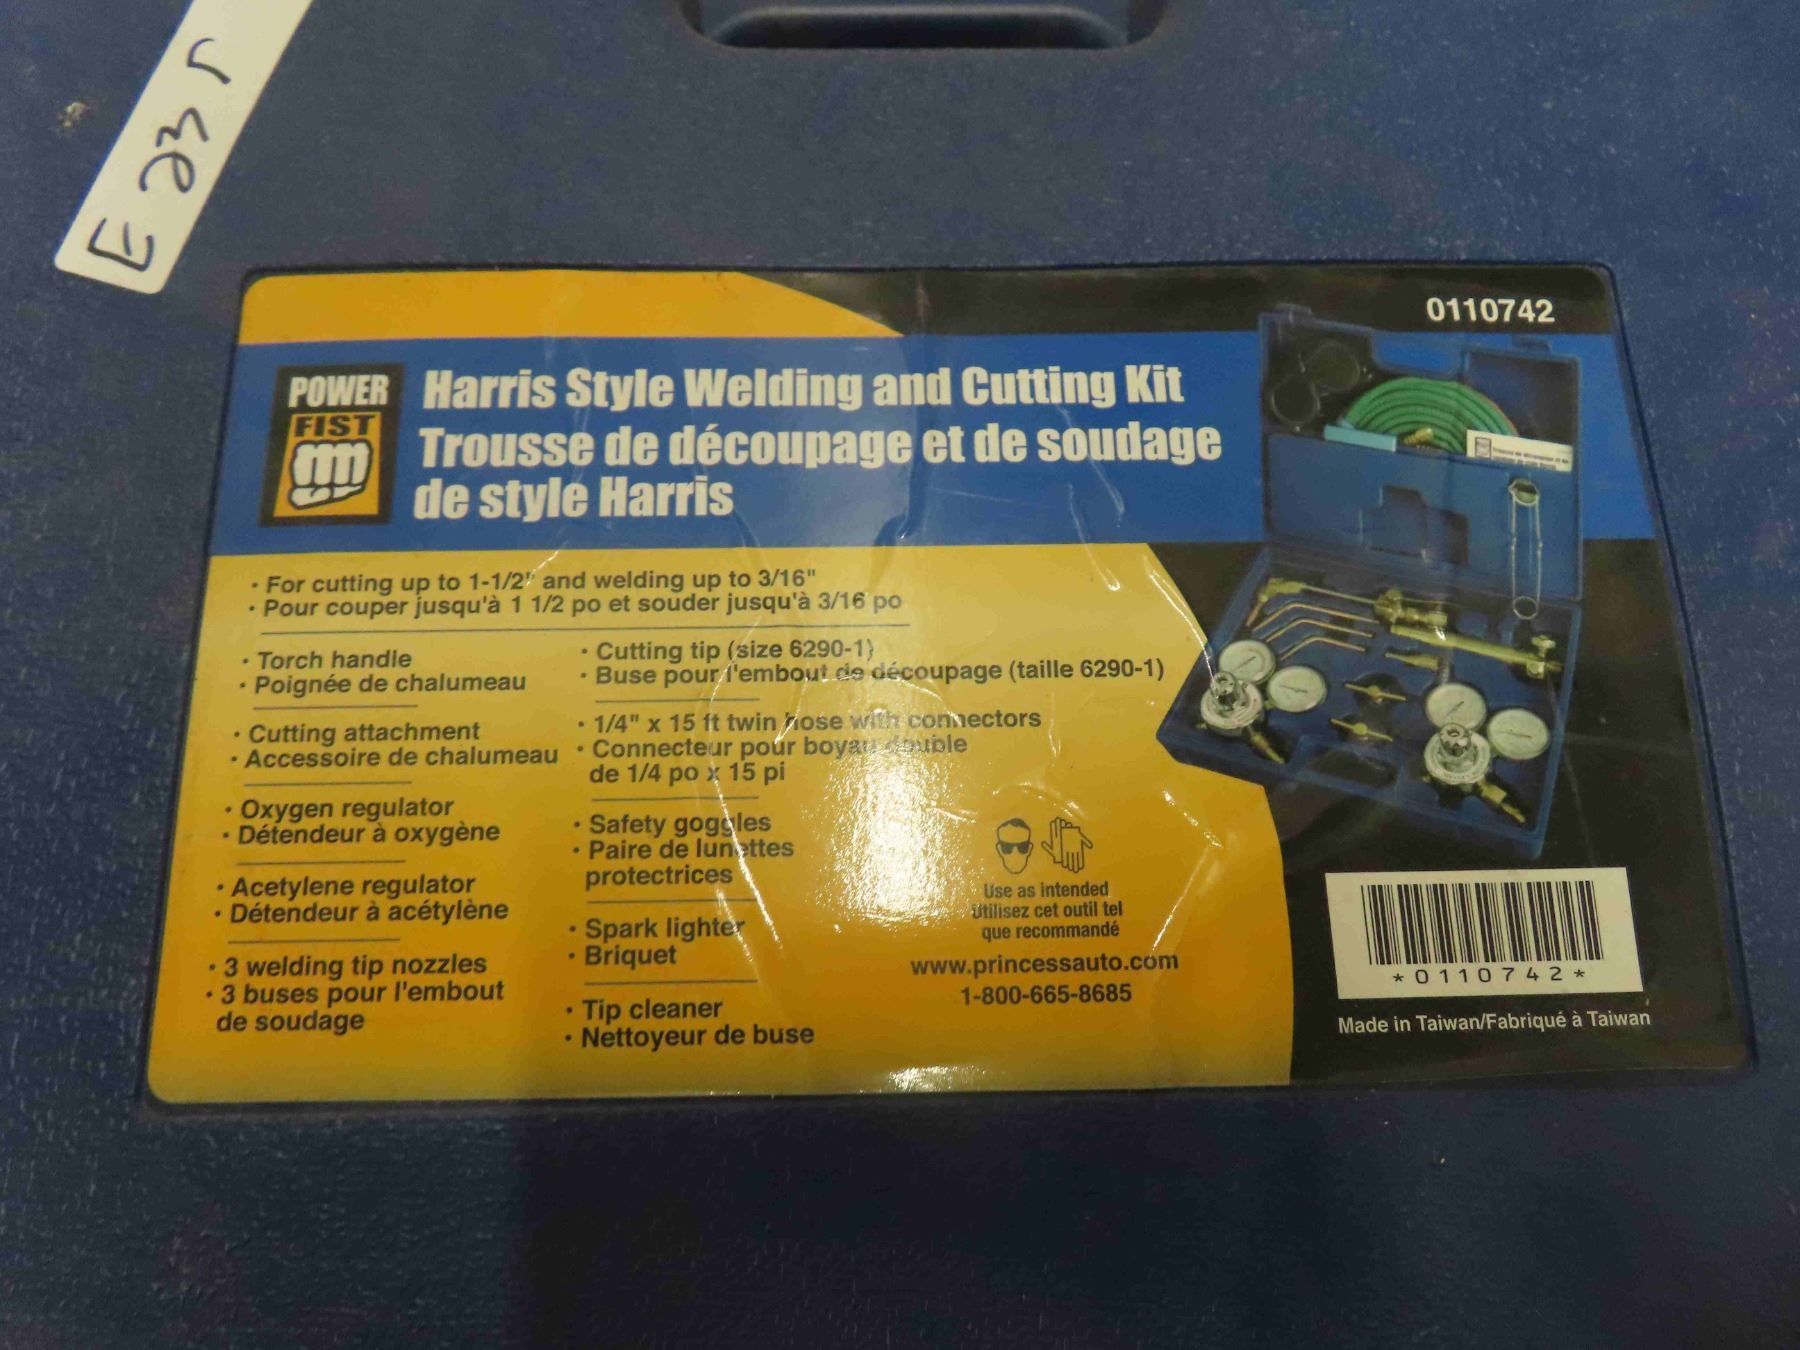 E 23
0110742
POWER
FIST
Harris Style Welding and Cutting Kit
Trousse de découpage et de soudage
de style Harris
• For cutting up to 1-1/2" and welding up to 3/16"
• Pour couper jusqu'à 1 1/2 po et souder jusqu'à 3/16 po
• Torch handle
• Poignée de chalumeau
• Cutting attachment
• Accessoire de chalumeau
• Oxygen regulator
• Détendeur à oxygène
• Acetylene regulator
• Détendeur à acétylène
• 3 welding tip nozzles
• 3 buses pour l'embout
de soudage
• Cutting tip (size 6290-1)
• Buse pour l'embout de découpage (taille 6290-1)
• 1/4" x 15 ft twin hose with connectors
• Connecteur pour boyau double
de 1/4 po x 15 pi
• Safety goggles
• Paire de lunettes
protectrices
• Spark lighter
• Briquet
• Tip cleaner
• Nettoyeur de buse
Use as intended
Utilisez cet outil tel
que recommandé
www.princessauto.com
1-800-665-8685
*0110742*
Made in Taiwan/Fabriqué à Taiwan